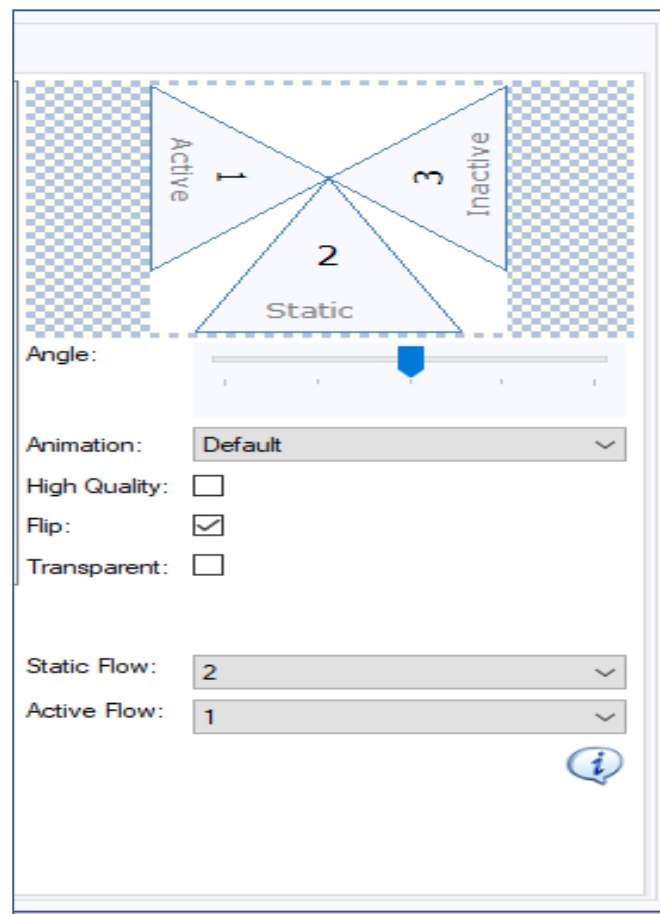 Active
1
3
Inactive
2
Static
Angle:
Animation: Default
High Quality:
Flip:
Transparent:
Static Flow: 2
Active Flow: 1
i